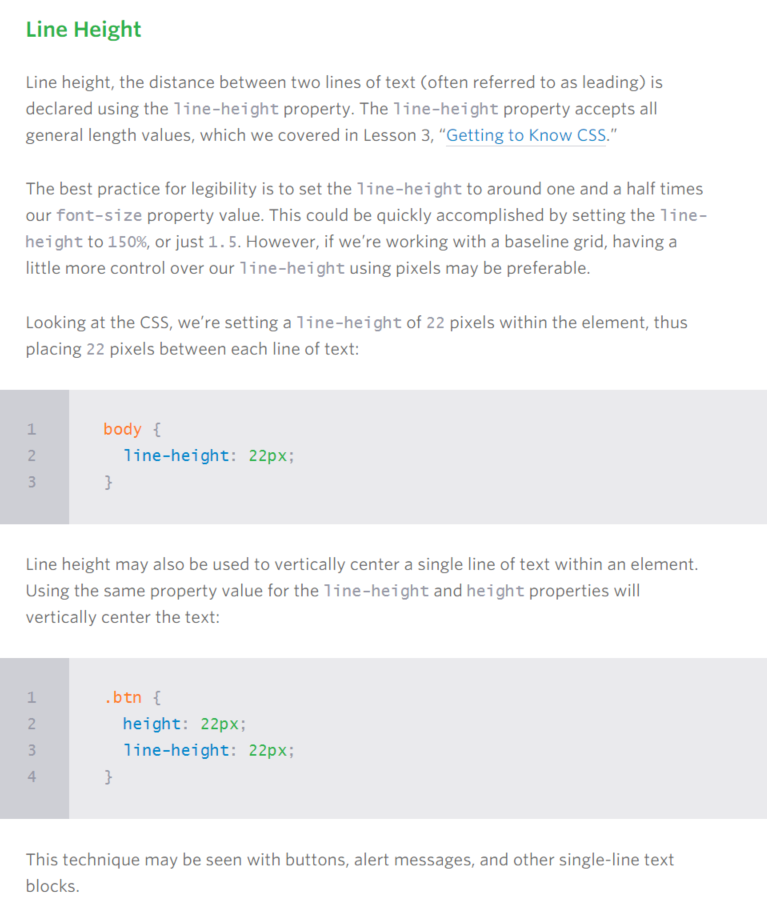 Line Height
Line height, the distance between two lines of text (often referred to as leading) is
declared using the line-height property. The line-height property accepts all
general length values, which we covered in Lesson 3, “Getting to Know CSS.”
The best practice for legibility is to set the line-height to around one and a half times
our font-size property value. This could be quickly accomplished by setting the line-
height to 150%, or just 1.5. However, if we’re working with a baseline grid, having a
little more control over our line-height using pixels may be preferable.
Looking at the CSS, we’re setting a line-height of 22 pixels within the element, thus
placing 22 pixels between each line of text:
1 body {
2 line-height: 22px;
3 }
Line height may also be used to vertically center a single line of text within an element.
Using the same property value for the line-height and height properties will
vertically center the text:
1 .btn {
2 height: 22px;
3 line-height: 22px;
4 }
This technique may be seen with buttons, alert messages, and other single-line text
blocks.